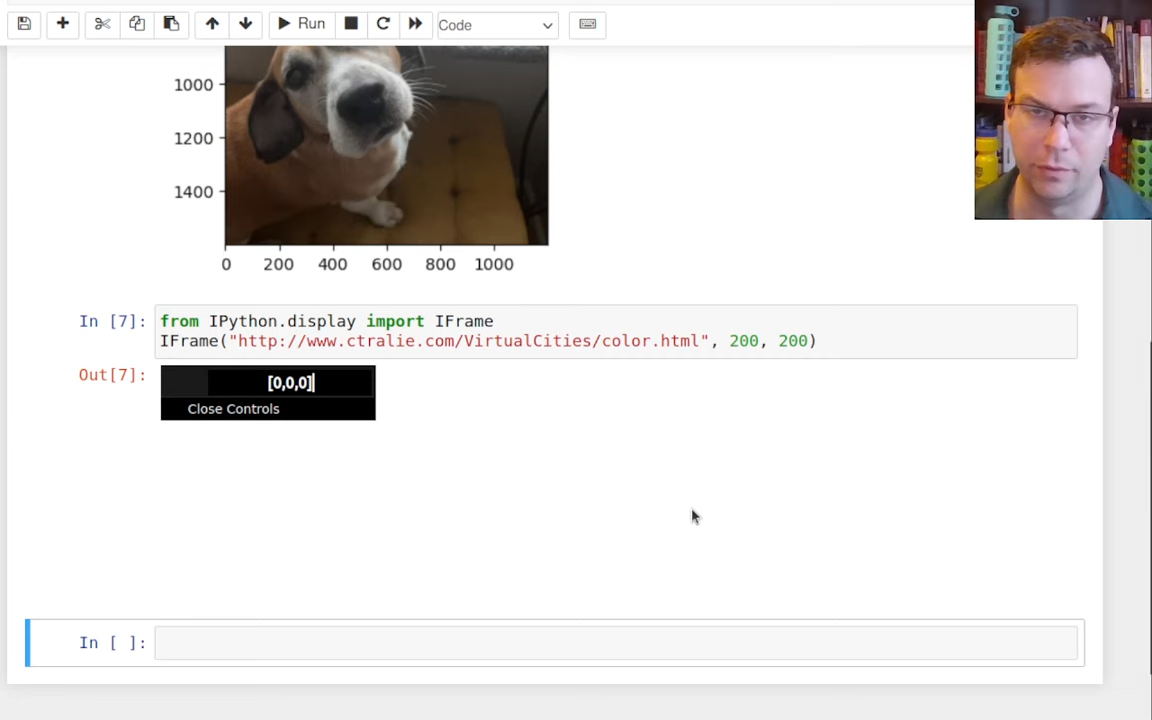 Run
Code
1000
1200
1400
0 200 400 600 800 1000
In [7]: from IPython.display import IFrame
IFrame("http://www.ctralie.com/VirtualCities/color.html", 200, 200)
Out[7]: [0,0,0]
Close Controls
In [ ]: